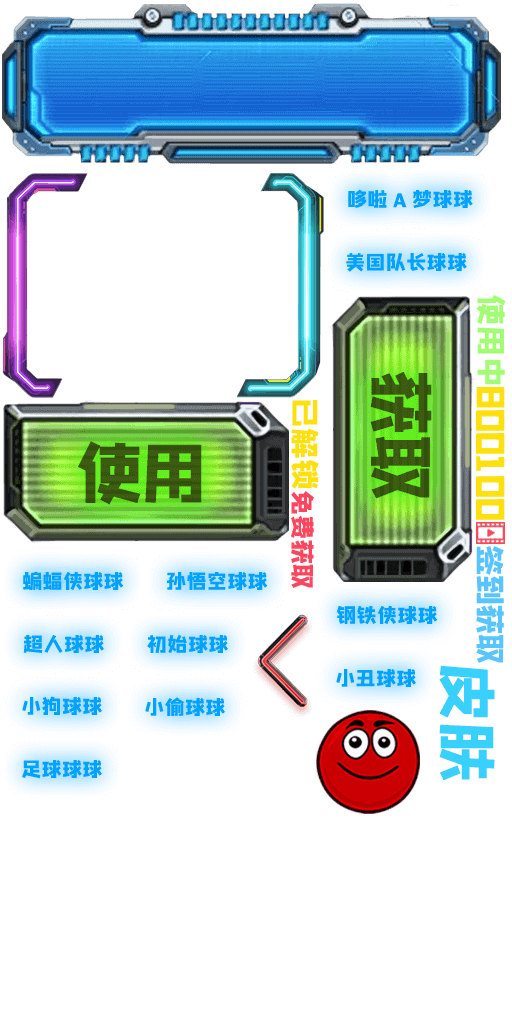 哆啦 A 梦球球
美国队长球球
使用中
800100
签到获取
获取
使用
已解锁
免费获取
蝙蝠侠球球
孙悟空球球
钢铁侠球球
超人球球
初始球球
小丑球球
小狗球球
小偷球球
皮肤
足球球球